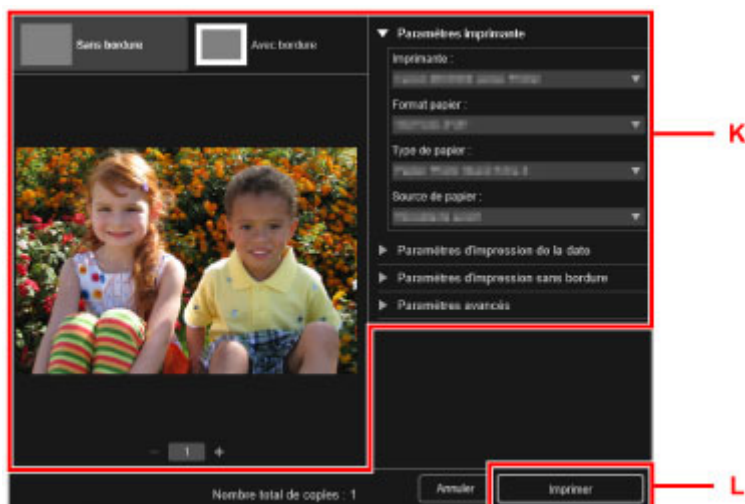 Sans bordure
Avec bordure
Paramètres imprimante
Imprimante :
Format papier :
Type de papier :
Source de papier :
Paramètres d'impression de la date
Paramètres d'impression sans bordure
Paramètres avancés
K
1
Nombre total de copies : 1
Annuler
Imprimer
L